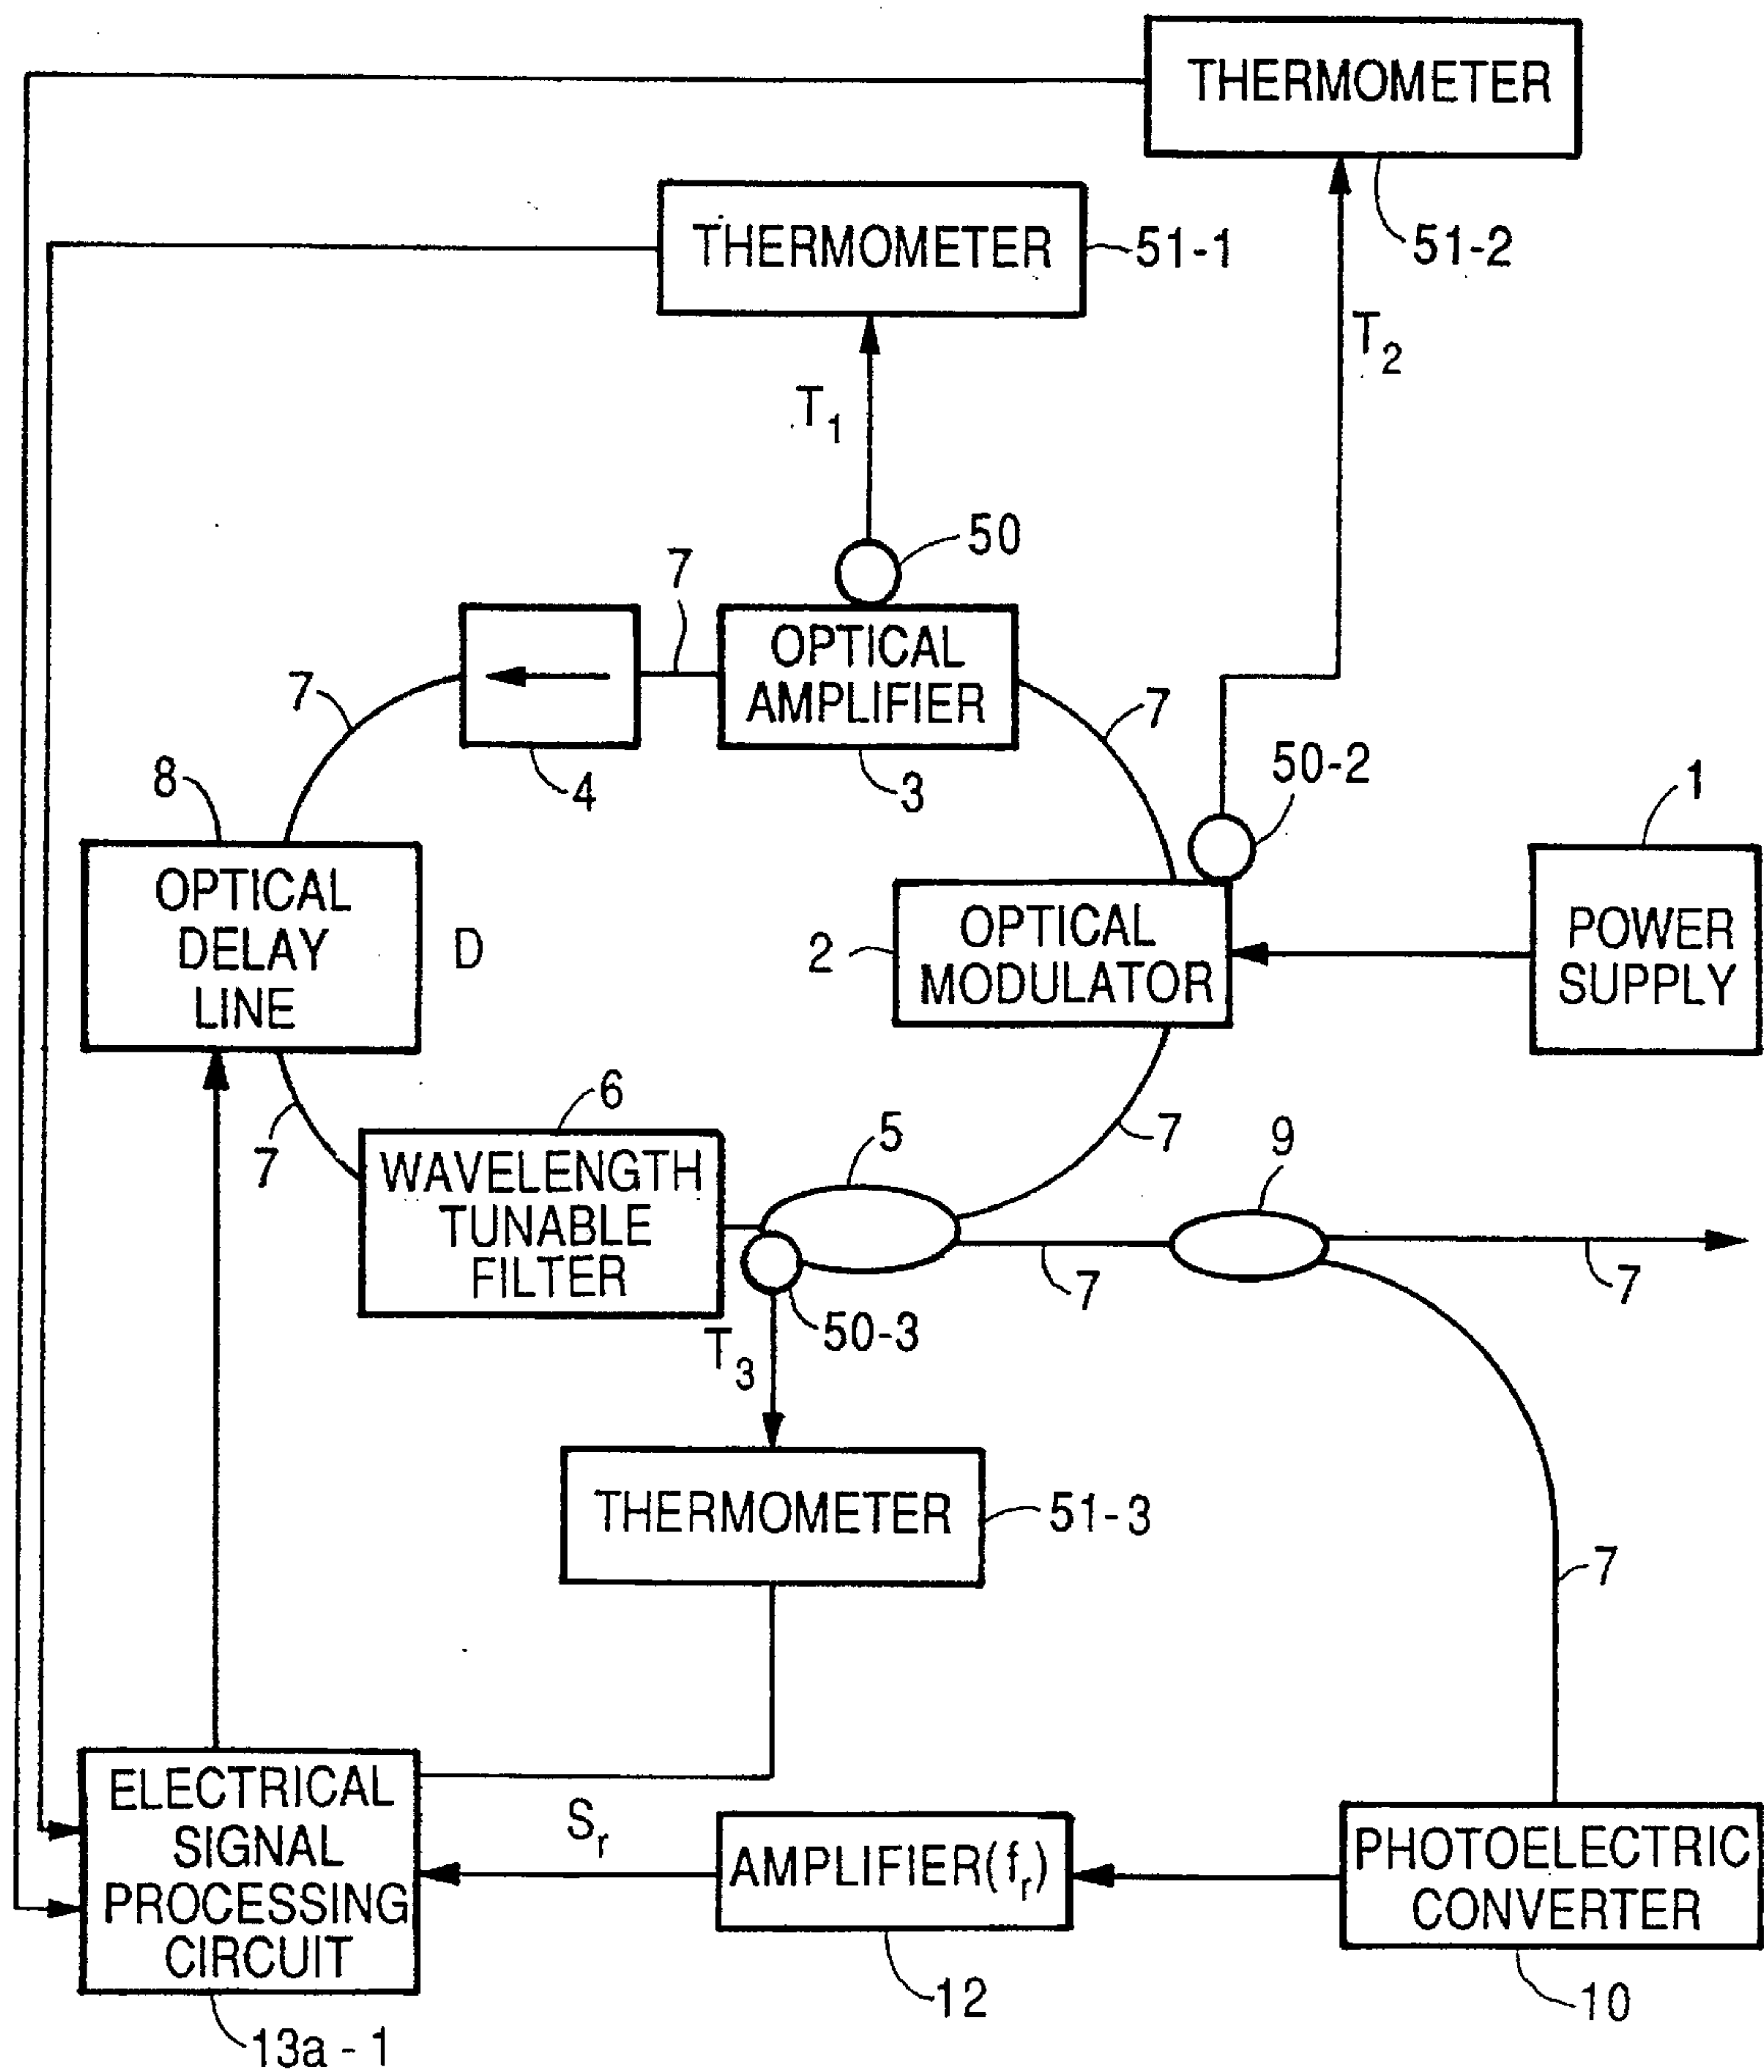 THERMOMETER
51-2
THERMOMETER
51-1
T2
T1
50
7
OPTICAL
AMPLIFIER
3
4
7
7
50-2
1
8
OPTICAL
DELAY
LINE
D
2
OPTICAL
MODULATOR
POWER
SUPPLY
7
6
WAVELENGTH
TUNABLE
FILTER
5
7
9
7
7
50-3
T3
THERMOMETER
51-3
7
ELECTRICAL
SIGNAL
PROCESSING
CIRCUIT
13a - 1
Sr
AMPLIFIER(fr)
12
PHOTOELECTRIC
CONVERTER
10